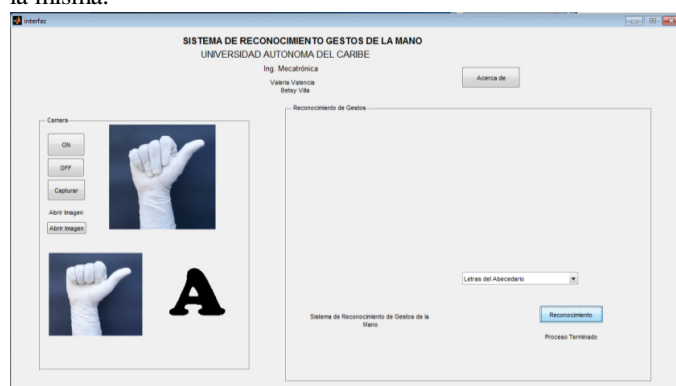 la misma.
interfaz
SISTEMA DE RECONOCIMIENTO GESTOS DE LA MANO
UNIVERSIDAD AUTONOMA DEL CARIBE
Ing. Mecatrónica
Valeria Valencia
Betsy Villa
Acerca de
Camara
ON
OFF
Capturar
Abrir Imagen
Abrir Imagen
A
Reconocimiento de Gestos
Letras del Abecedario
Sistema de Reconocimiento de Gestos de la
Mano
Reconocimiento
Proceso Terminado